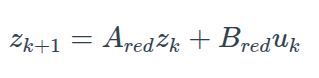 z_{k+1} = A_{red} z_k + B_{red} u_k